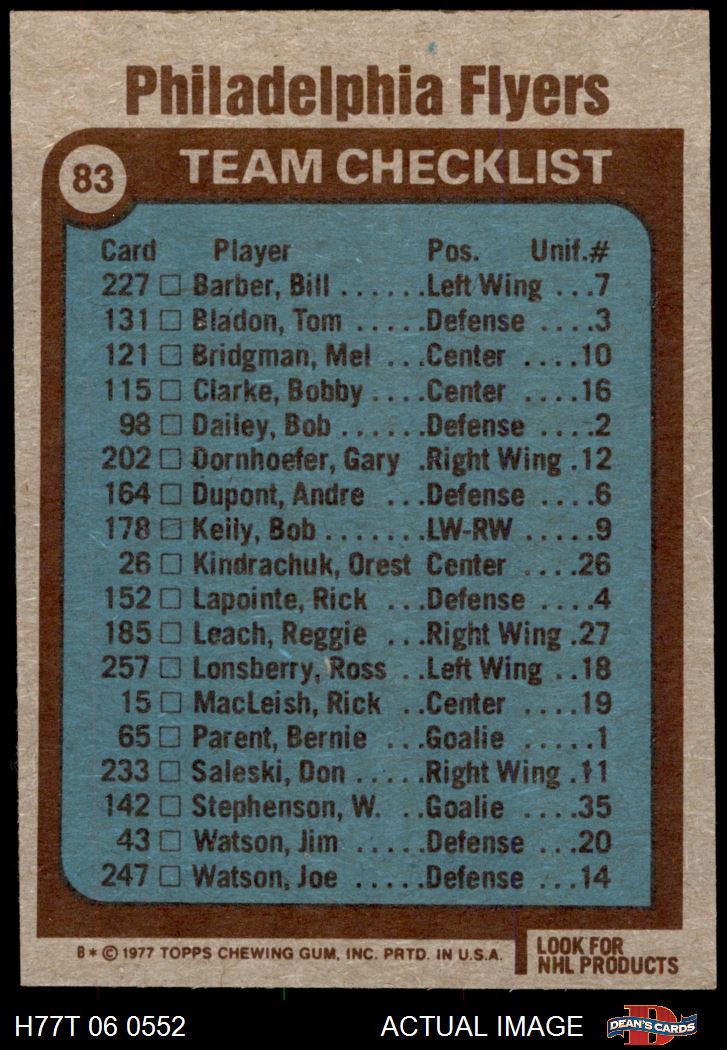 Philadelphia Flyers
83 TEAM CHECKLIST
Card Player Pos. Unif.#
227 □ Barber, Bill ......Left Wing ...7
131 □ Bladon, Tom .....Defense ....3
121 □ Bridgman, Mel ...Center ....10
115 □ Clarke, Bobby ....Center ....16
98 □ Dailey, Bob ......Defense ....2
202 □ Dornhoefer, Gary .Right Wing .12
164 □ Dupont, Andre ...Defense ....6
178 □ Kelly, Bob .......LW-RW .....9
26 □ Kindrachuk, Orest Center ....26
152 □ Lapointe, Rick ...Defense ....4
185 □ Leach, Reggie ...Right Wing .27
257 □ Lonsberry, Ross ..Left Wing ..18
15 □ MacLeish, Rick ..Center ....19
65 □ Parent, Bernie ...Goalie .....1
233 □ Saleski, Don .....Right Wing .11
142 □ Stephenson, W. ..Goalie ....35
43 □ Watson, Jim .....Defense ...20
247 □ Watson, Joe .....Defense ...14
B * © 1977 TOPPS CHEWING GUM, INC. PRTD. IN U.S.A.
LOOK FOR
NHL PRODUCTS
H77T 06 0552 ACTUAL IMAGE DEAN'S CARDS